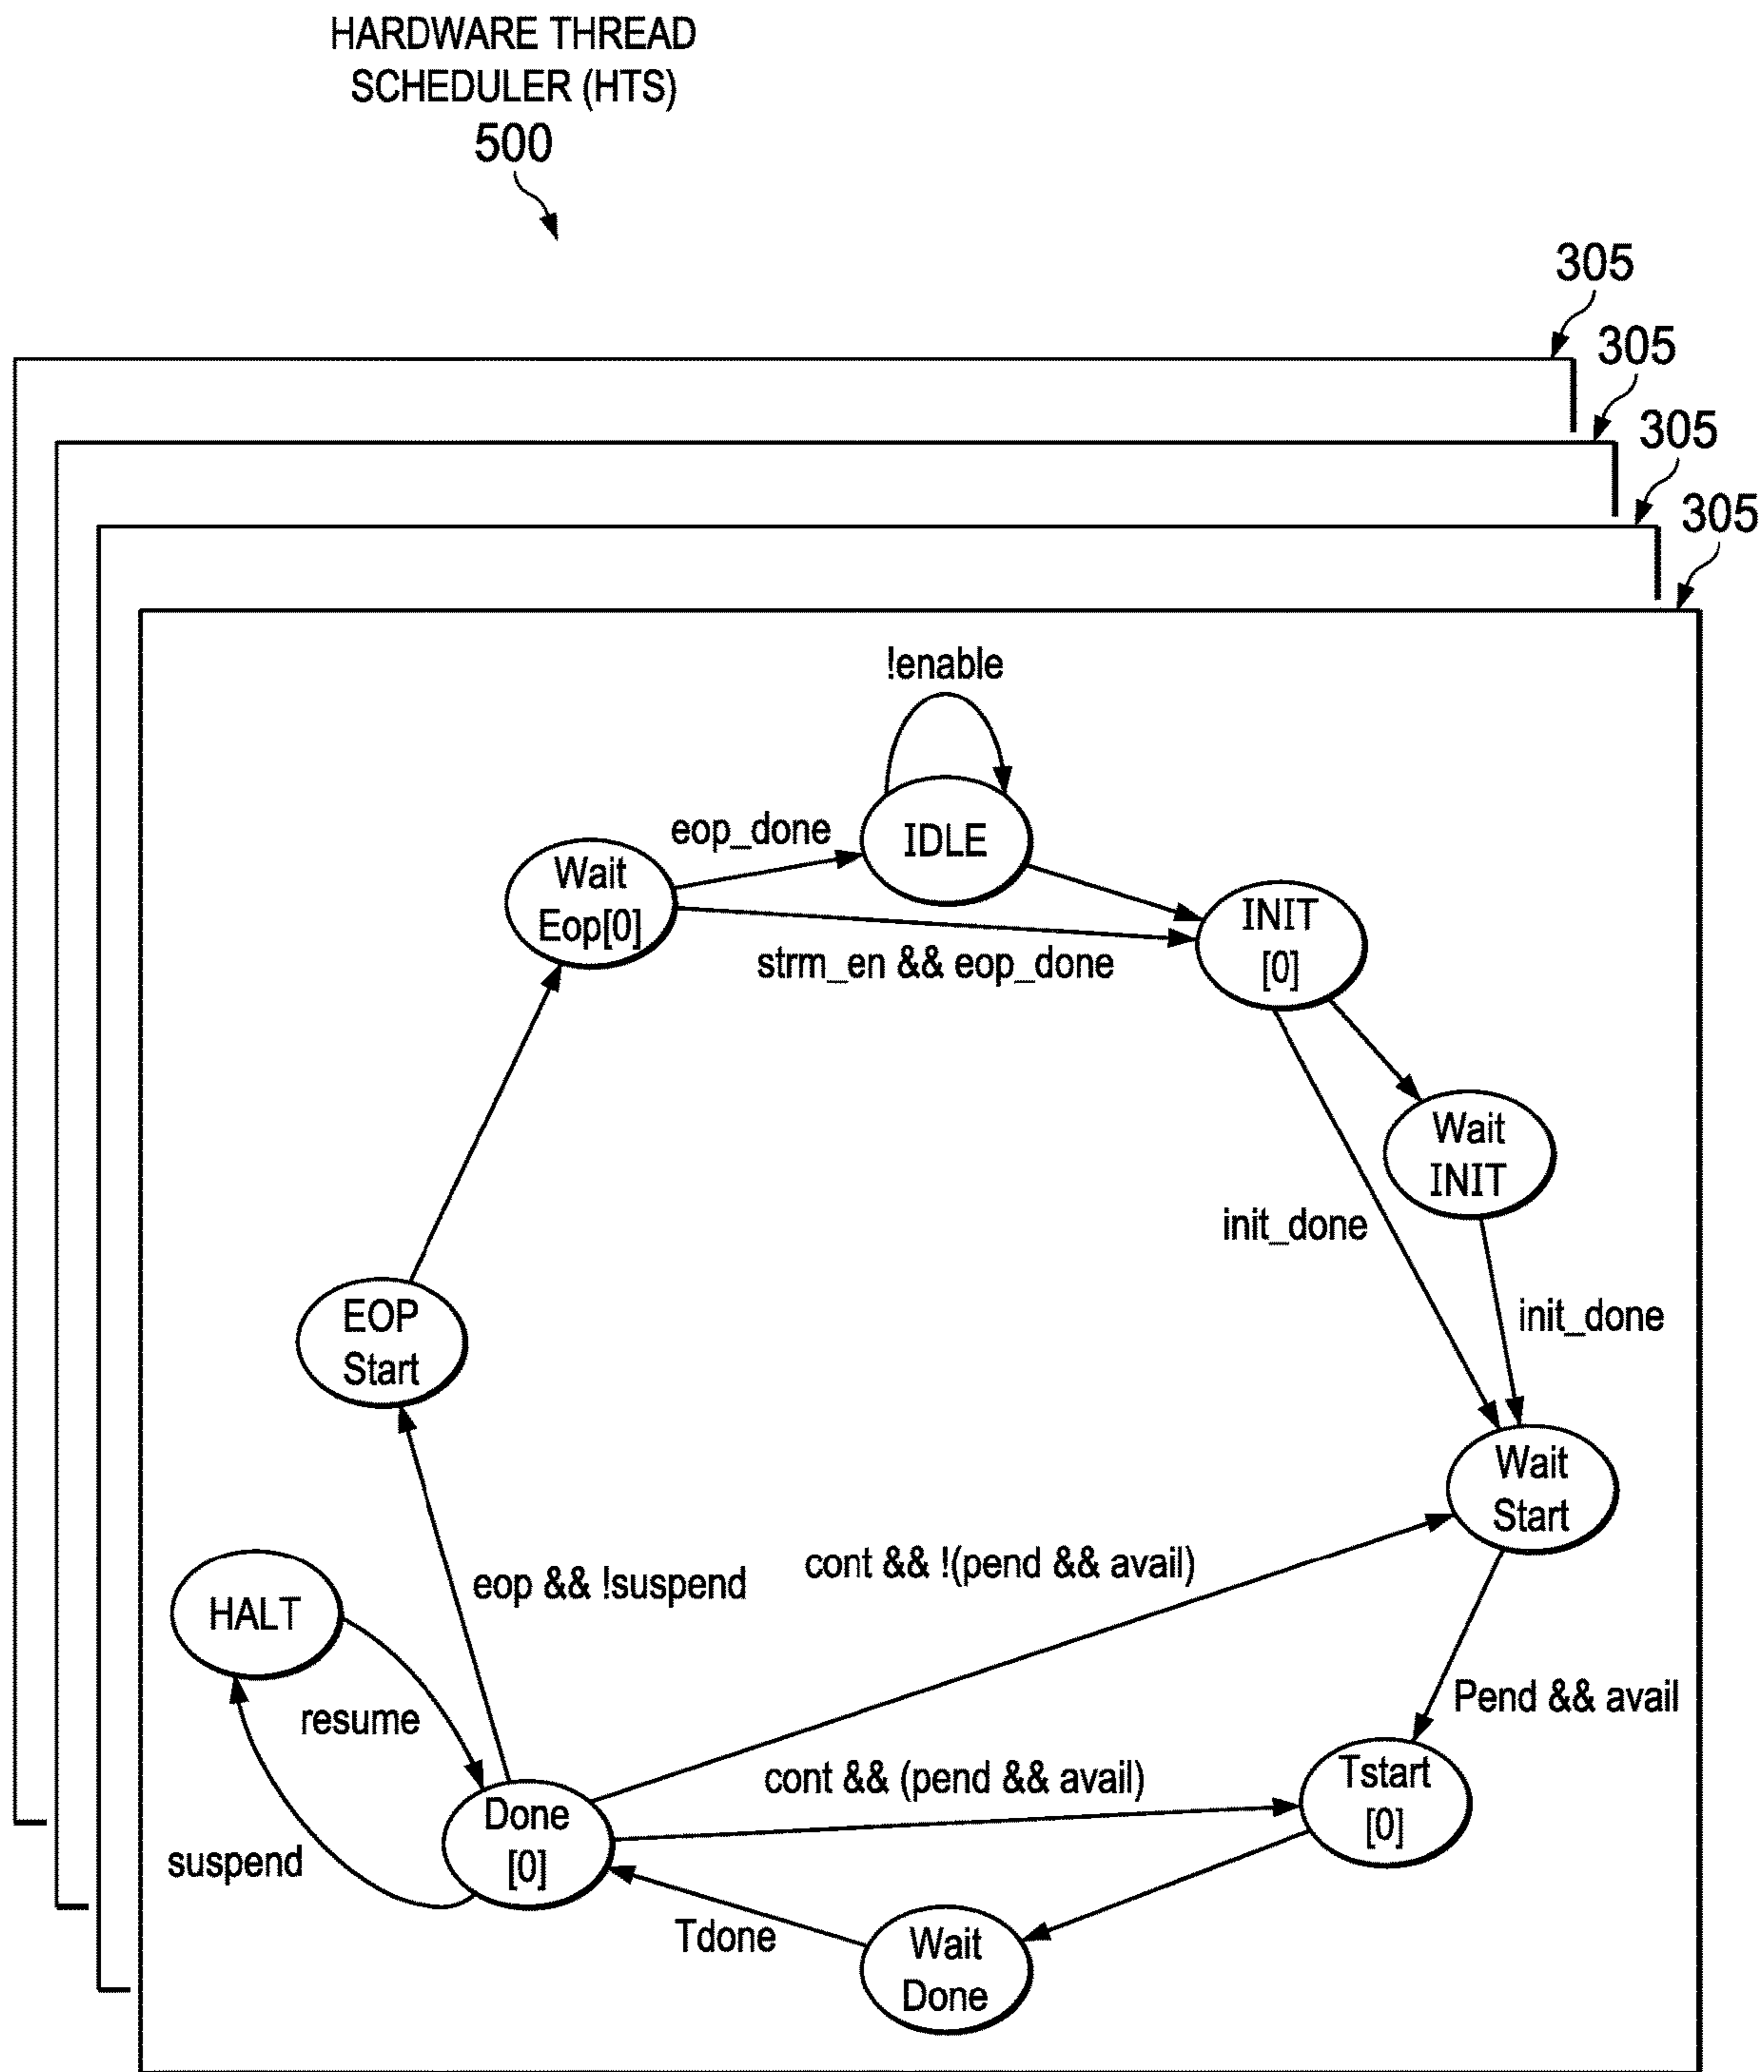 HARDWARE THREAD
SCHEDULER (HTS)
500
305
305
305
305
!enable
eop_done
IDLE
Wait
Eop[0]
INIT
[0]
strm_en && eop_done
Wait
INIT
init_done
init_done
EOP
Start
Wait
Start
cont && !(pend && avail)
eop && !suspend
HALT
Pend && avail
resume
cont && (pend && avail)
Tstart
[0]
Done
[0]
suspend
Tdone
Wait
Done